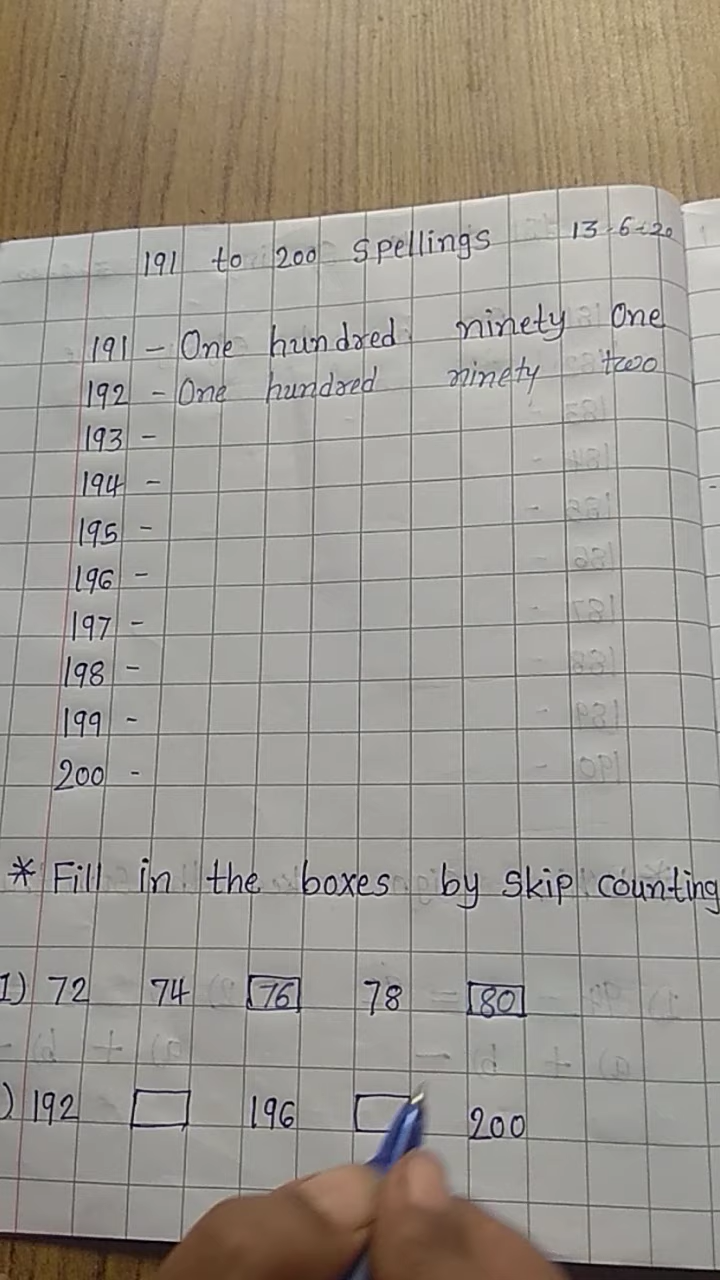 191 to 200 Spellings 13-6-20
191 - One hundred ninety One
192 - One hundred ninety two
193 -
194 -
195 -
196 -
197 -
198 -
199 -
200 -
* Fill in the boxes by skip counting
1) 72 74 76 78 80
) 192 196 200